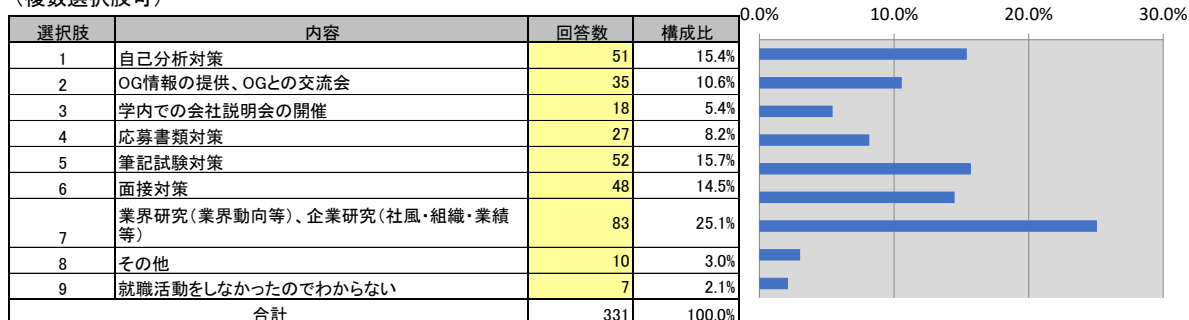 (複数選択肢可)
0.0% 10.0% 20.0% 30.0%
選択肢 内容 回答数 構成比
1 自己分析対策 51 15.4%
2 OG情報の提供、OGとの交流会 35 10.6%
3 学内での会社説明会の開催 18 5.4%
4 応募書類対策 27 8.2%
5 筆記試験対策 52 15.7%
6 面接対策 48 14.5%
7 業界研究(業界動向等)、企業研究(社風・組織・業績
等) 83 25.1%
8 その他 10 3.0%
9 就職活動をしなかったのでわからない 7 2.1%
合計 331 100.0%